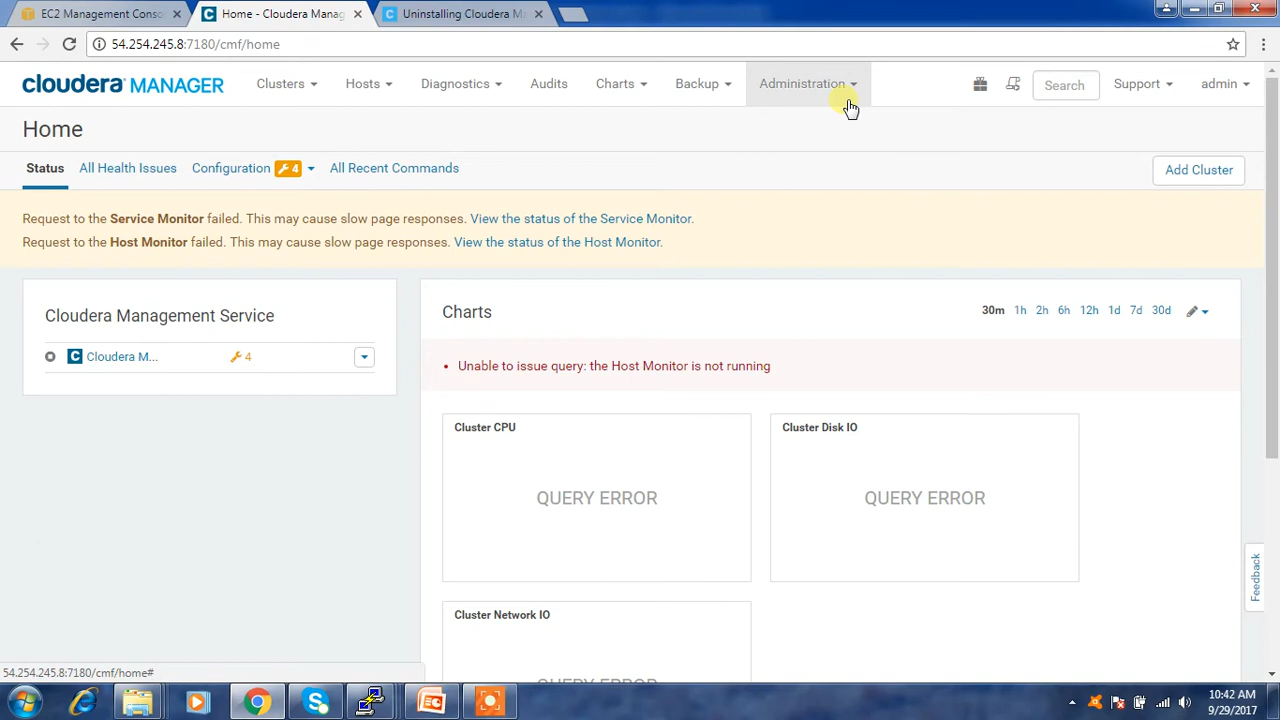 EC2 Management Conso
Home - Cloudera Manag
Uninstalling Cloudera M
54.254.245.8:7180/cmf/home
cloudera MANAGER
Clusters
Hosts
Diagnostics
Audits
Charts
Backup
Administration
Search
Support
admin
Home
Status
All Health Issues
Configuration 4
All Recent Commands
Add Cluster
Request to the Service Monitor failed. This may cause slow page responses. View the status of the Service Monitor.
Request to the Host Monitor failed. This may cause slow page responses. View the status of the Host Monitor.
Cloudera Management Service
C Cloudera M...
4
Charts
30m 1h 2h 6h 12h 1d 7d 30d
Unable to issue query: the Host Monitor is not running
Cluster CPU
QUERY ERROR
Cluster Disk IO
QUERY ERROR
Cluster Network IO
QUERY ERROR
Feedback
54.254.245.8:7180/cmf/home#
10:42 AM
9/29/2017